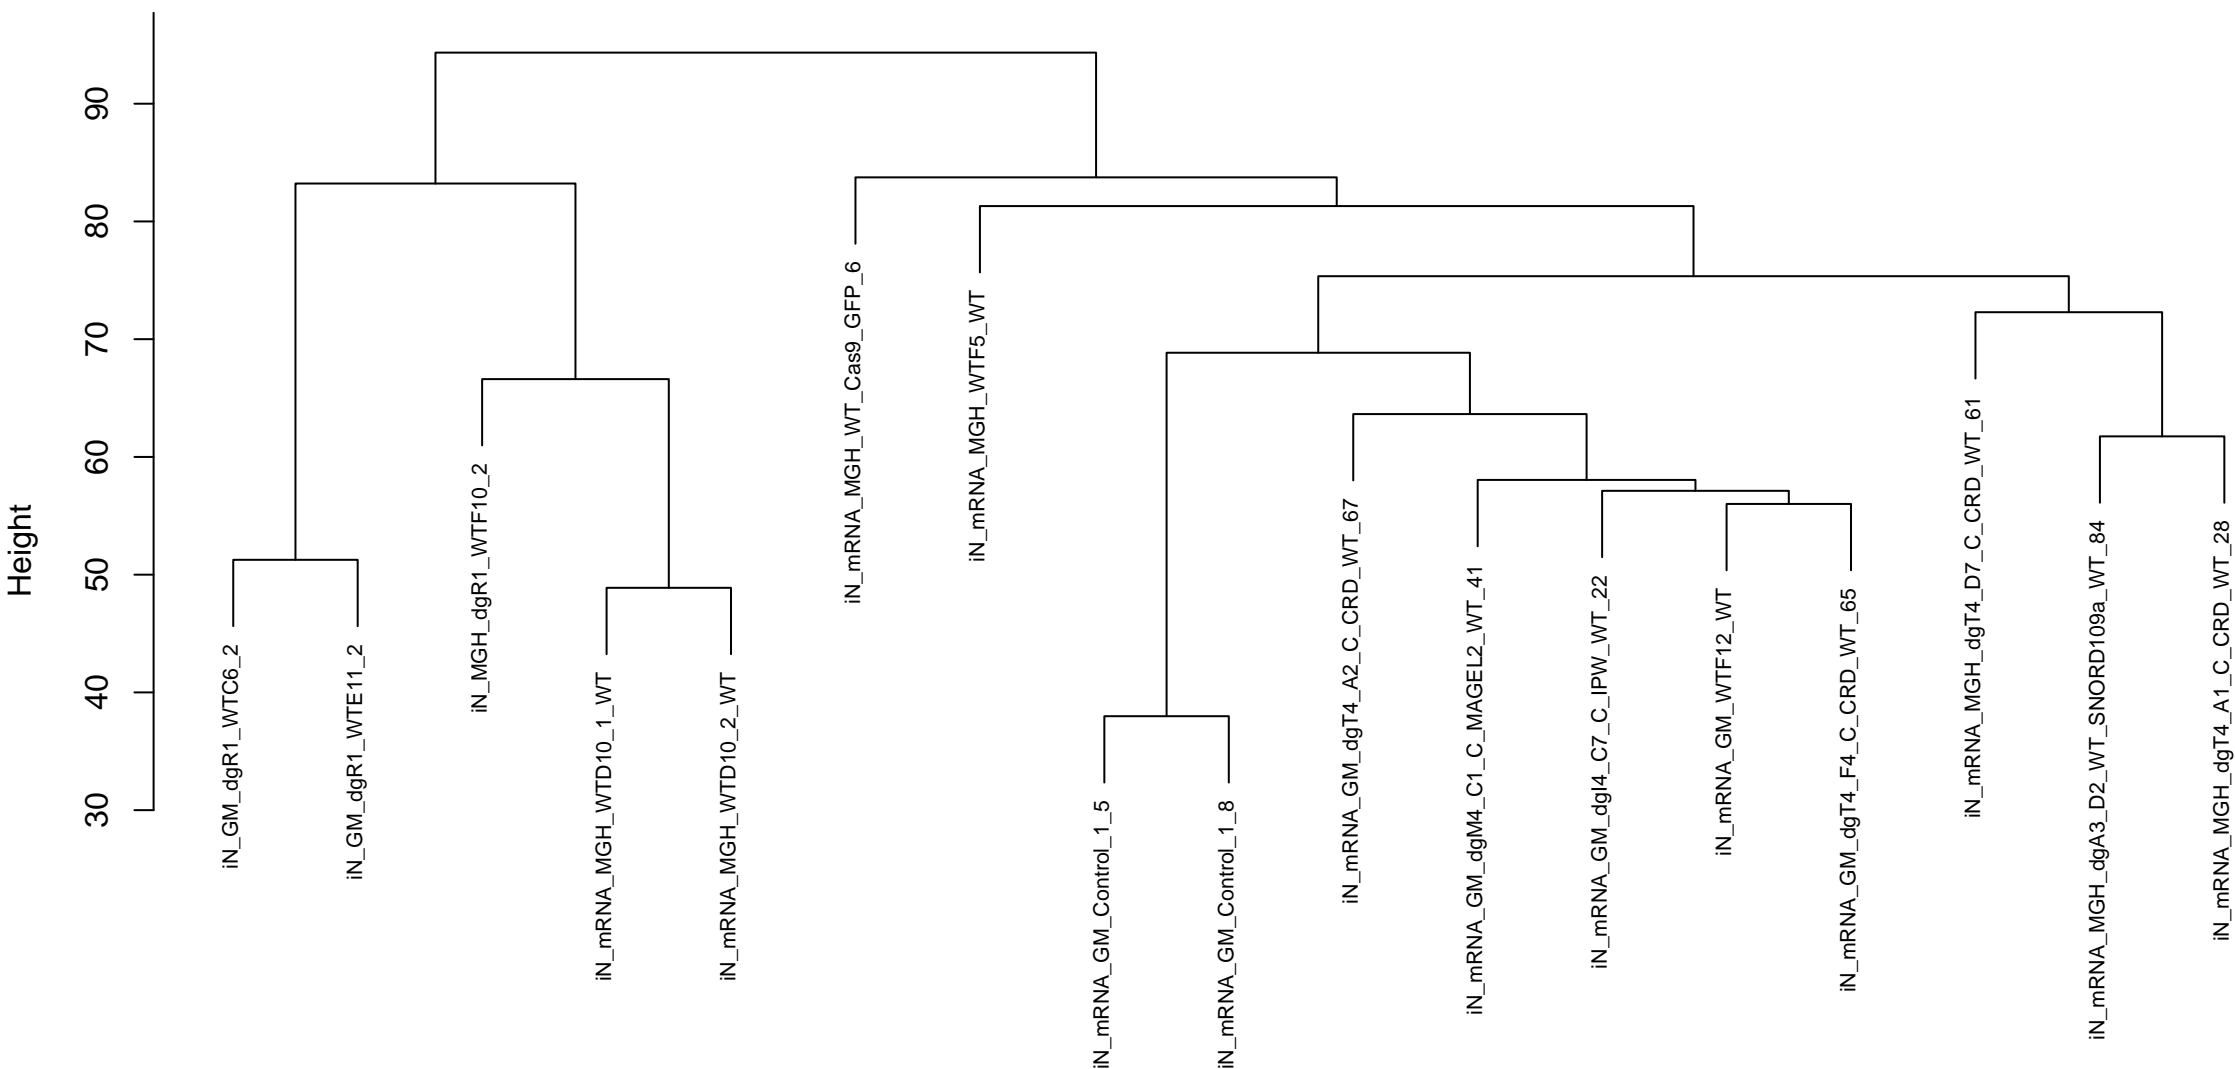 Height
90
80
70
60
50
40
30
iN_GM_dgR1_WTC6_2
iN_GM_dgR1_WTE11_2
iN_MGH_dgR1_WTF10_2
iN_mRNA_MGH_WTD10_1_WT
iN_mRNA_MGH_WTD10_2_WT
iN_mRNA_MGH_WT_Cas9_GFP_6
iN_mRNA_MGH_WTF5_WT
iN_mRNA_GM_Control_1_5
iN_mRNA_GM_Control_1_8
iN_mRNA_GM_dgT4_A2_C_CRD_WT_67
iN_mRNA_GM_dgM4_C1_C_MAGEL2_WT_41
iN_mRNA_GM_dgI4_C7_C_IPW_WT_22
iN_mRNA_GM_WTF12_WT
iN_mRNA_GM_dgT4_F4_C_CRD_WT_65
iN_mRNA_MGH_dgT4_D7_C_CRD_WT_61
iN_mRNA_MGH_dgA3_D2_WT_SNORD109a_WT_84
iN_mRNA_MGH_dgT4_A1_C_CRD_WT_28